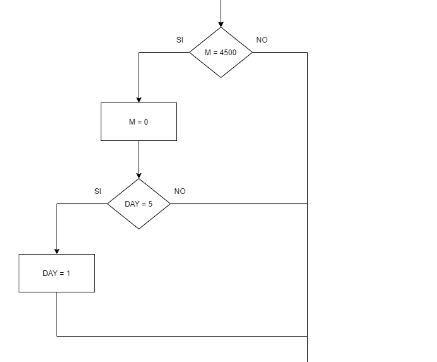 SI
NO
M = 4500
M = 0
SI
NO
DAY = 5
DAY = 1